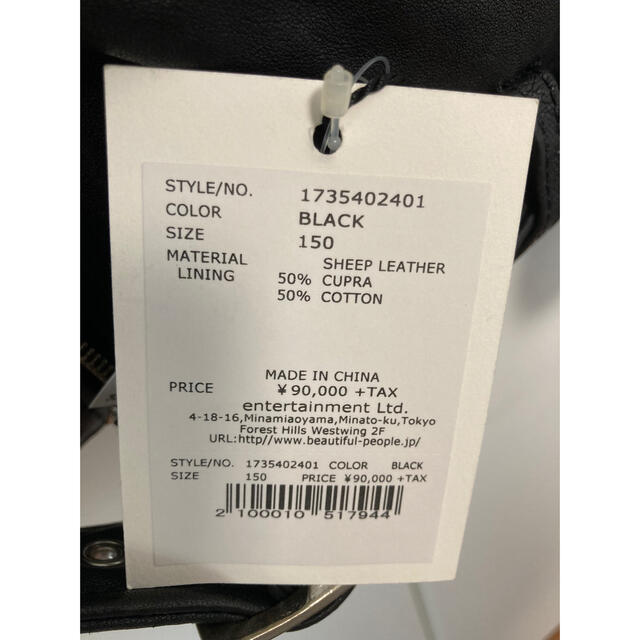 STYLE/NO. 1735402401
COLOR BLACK
SIZE 150
MATERIAL SHEEP LEATHER
LINING 50% CUPRA
50% COTTON
MADE IN CHINA
PRICE ¥90,000 +TAX
entertainment Ltd.
4-18-16,Minamiaoyama,Minato-ku,Tokyo
Forest Hills Westwing 2F
URL:http//www.beautiful-people.jp/
STYLE/NO. 1735402401 COLOR BLACK
SIZE 150 PRICE ¥90,000 +TAX
2 100010 517944